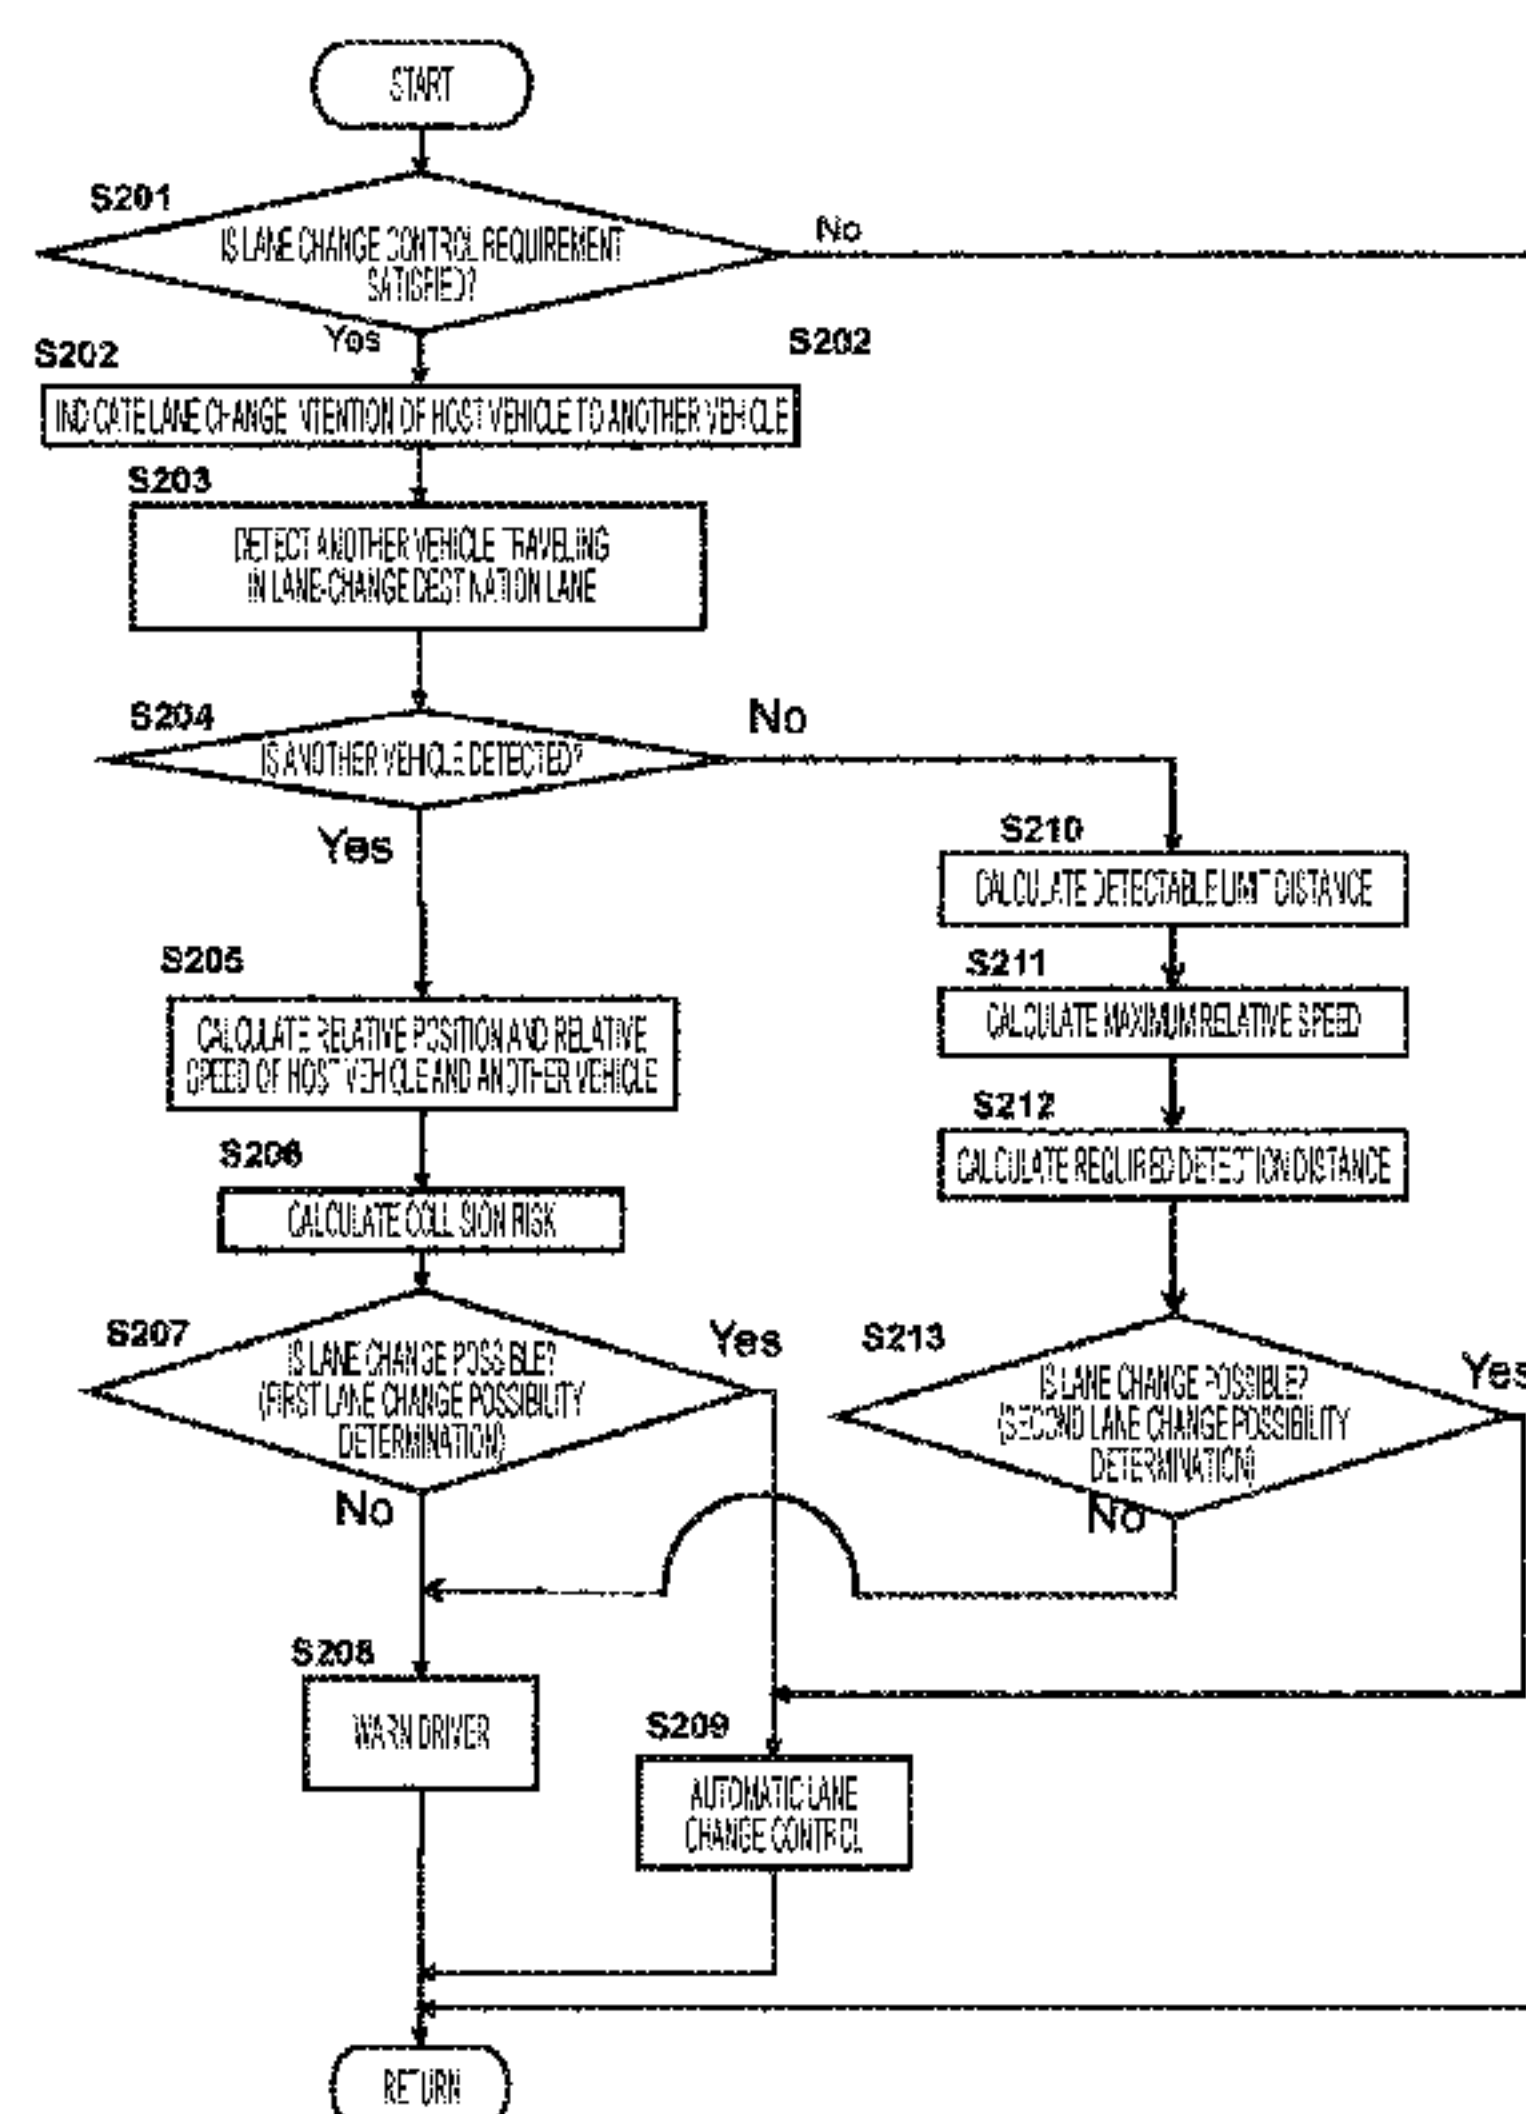 START
S201
IS LANE CHANGE CONTROL REQUIREMENT
SATISFIED?
No
Yes
S202
S202
INDICATE LANE CHANGE INTENTION OF HOST VEHICLE TO ANOTHER VEHICLE
S203
DETECT ANOTHER VEHICLE TRAVELING
IN LANE-CHANGE DESTINATION LANE
S204
IS ANOTHER VEHICLE DETECTED?
No
Yes
S210
CALCULATE DETECTABLE LIMIT DISTANCE
S205
CALCULATE RELATIVE POSITION AND RELATIVE
SPEED OF HOST VEHICLE AND ANOTHER VEHICLE
S211
CALCULATE MAXIMUM RELATIVE SPEED
S212
CALCULATE REQUIRED DETECTION DISTANCE
S206
CALCULATE COLLISION RISK
S207
IS LANE CHANGE POSSIBLE?
(FIRST LANE CHANGE POSSIBILITY
DETERMINATION)
Yes
No
S213
IS LANE CHANGE POSSIBLE?
(SECOND LANE CHANGE POSSIBILITY
DETERMINATION)
Yes
No
S208
WARN DRIVER
S209
AUTOMATIC LANE
CHANGE CONTROL
RETURN